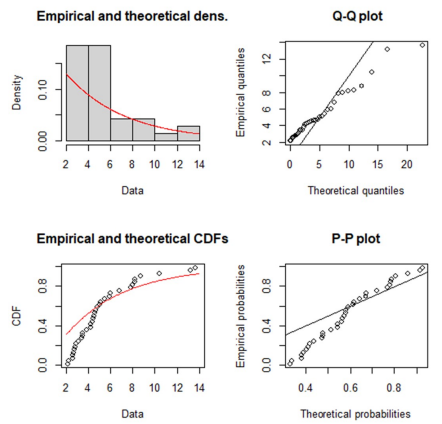 Empirical and theoretical dens.
Density
0.00 0.10
2 4 6 8 10 12 14
Data
Q-Q plot
Empirical quantiles
2 4 6 8 12
0 5 10 15 20
Theoretical quantiles
Empirical and theoretical CDFs
CDF
0.0 0.4 0.8
2 4 6 8 10 12 14
Data
P-P plot
Empirical probabilities
0.0 0.4 0.8
0.4 0.6 0.8
Theoretical probabilities